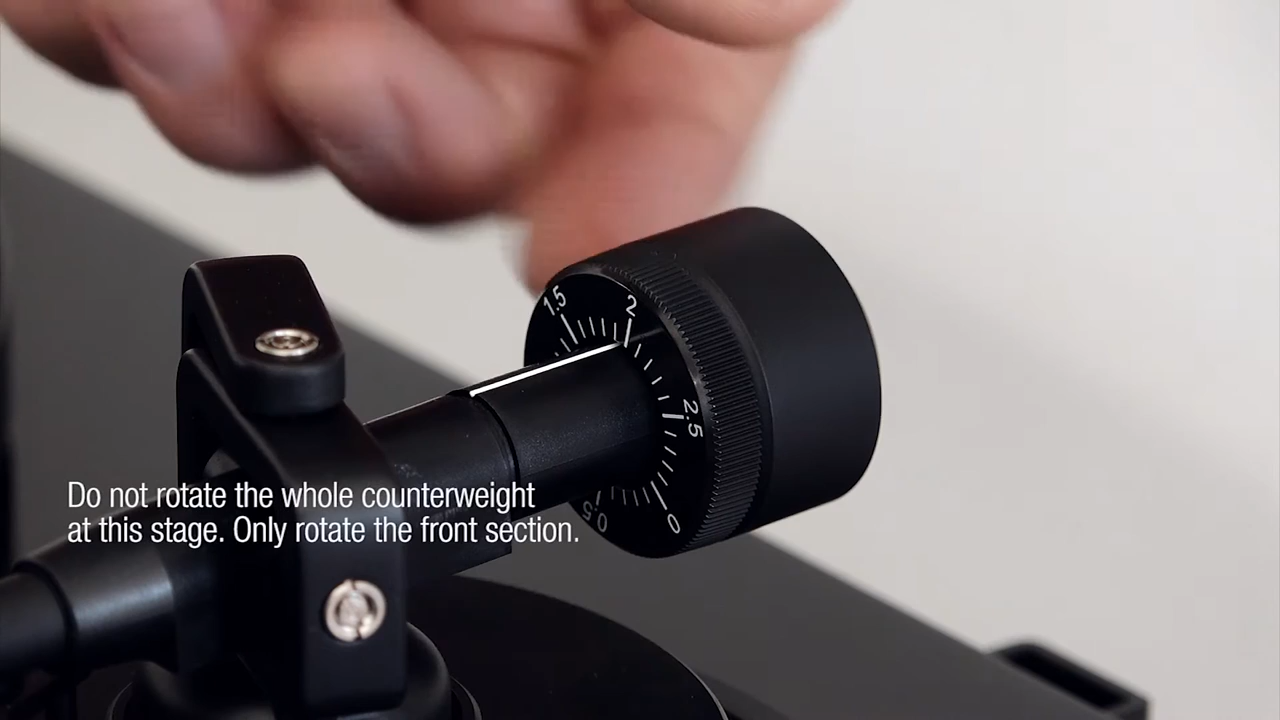 1.5
2
2.5
Do not rotate the whole counterweight
at this stage. Only rotate the front section.
0.5
0